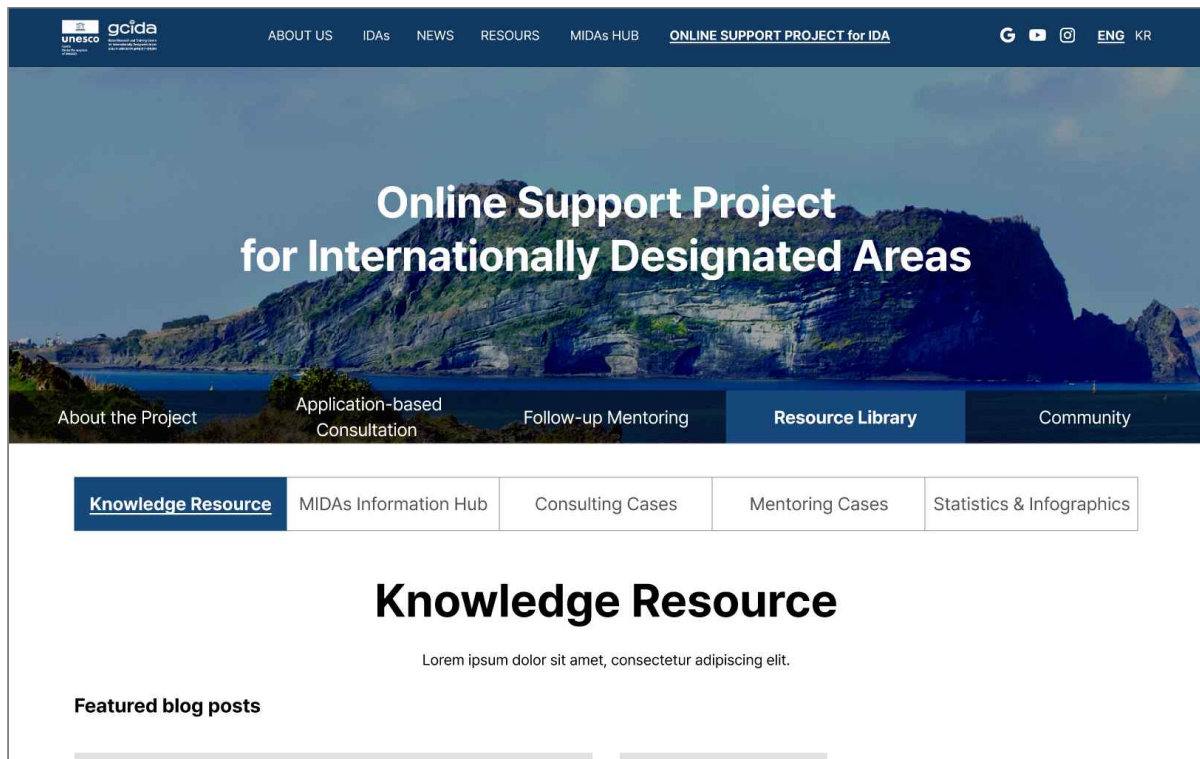 unesco
gcida
ABOUT US IDAs NEWS RESOURS MIDAs HUB ONLINE SUPPORT PROJECT for IDA
ENG KR
Online Support Project
for Internationally Designated Areas
About the Project
Application-based
Consultation
Follow-up Mentoring
Resource Library
Community
Knowledge Resource
MIDAs Information Hub
Consulting Cases
Mentoring Cases
Statistics & Infographics
Knowledge Resource
Lorem ipsum dolor sit amet, consectetur adipiscing elit.
Featured blog posts